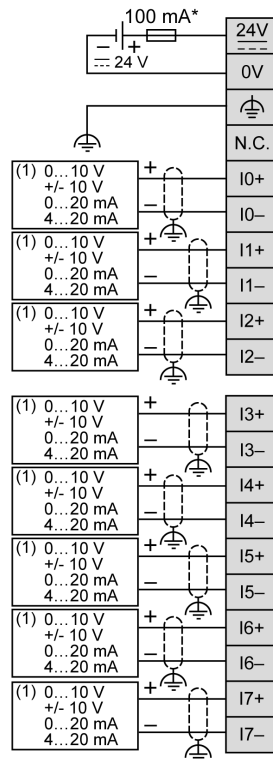 100 mA*
24V
− +
24 V
0V
N.C.
(1) 0...10 V + I0+
+/- 10 V
0...20 mA − I0–
4...20 mA
(1) 0...10 V + I1+
+/- 10 V
0...20 mA − I1–
4...20 mA
(1) 0...10 V + I2+
+/- 10 V
0...20 mA − I2–
4...20 mA
(1) 0...10 V + I3+
+/- 10 V
0...20 mA − I3–
4...20 mA
(1) 0...10 V + I4+
+/- 10 V
0...20 mA − I4–
4...20 mA
(1) 0...10 V + I5+
+/- 10 V
0...20 mA − I5–
4...20 mA
(1) 0...10 V + I6+
+/- 10 V
0...20 mA − I6–
4...20 mA
(1) 0...10 V + I7+
+/- 10 V
0...20 mA − I7–
4...20 mA